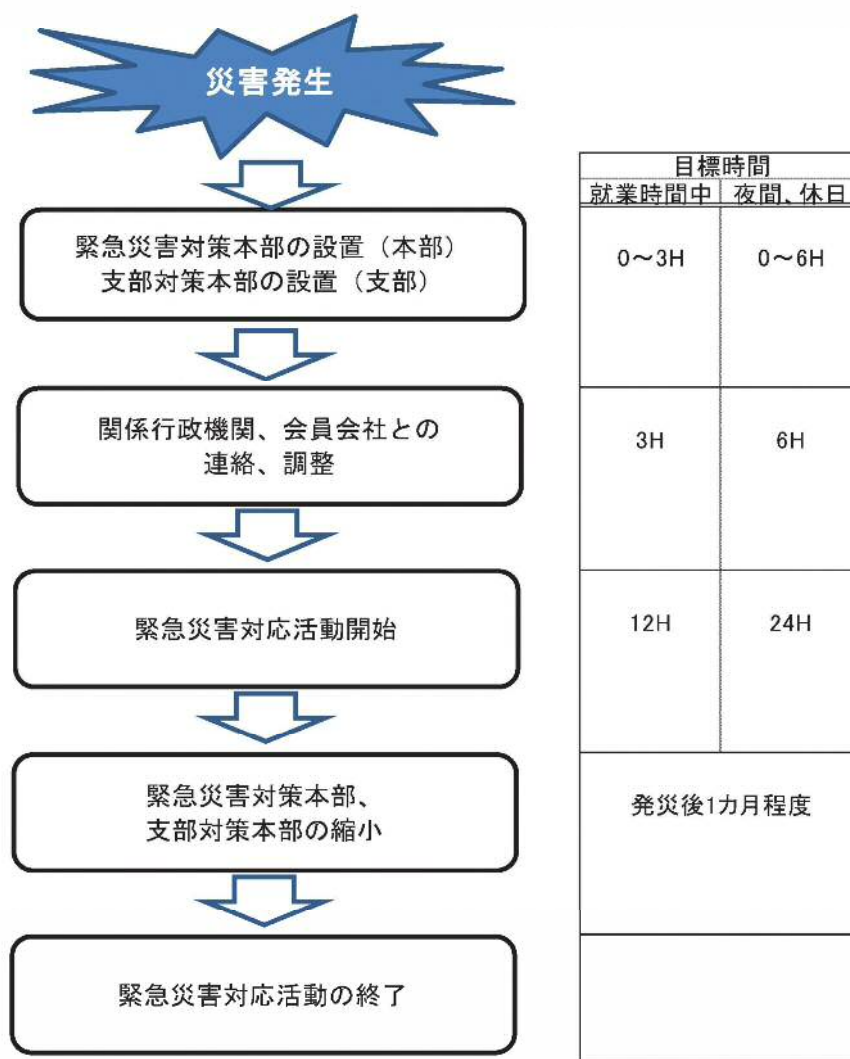 災害発生
目標時間
就業時間中 夜間、休日
緊急災害対策本部の設置（本部）
支部対策本部の設置（支部）
0～3H 0～6H
関係行政機関、会員会社との
連絡、調整
3H 6H
緊急災害対応活動開始
12H 24H
緊急災害対策本部、
支部対策本部の縮小
発災後1カ月程度
緊急災害対応活動の終了